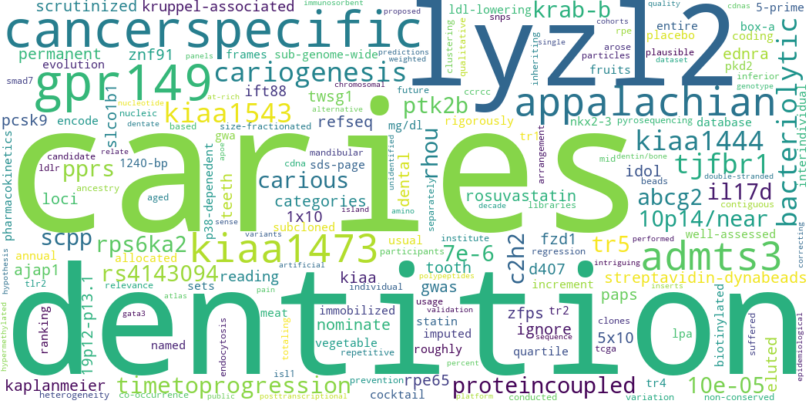 scrutinized kruppel-associated immunosorbent proposed snps quality cdnas 5-prime
cancerspecific lyzl2
ldl-lowering krab-b cohorts rpe entire box-a
permanent znf91 frames sub-genome-wide clustering qualitative particles arose placebo coding
evolution panels predictions weighted single plausible ednra
smad7 gpr149 cariogenesis inheriting fruits dataset pkd2 bacteriolytic
at-rich chromosomal inferior
nucleotide ift88 future genotype
pcsk9 encode slco1b1 kiaa1543 twsg1 alternative ptk2b appalachian interindividual
nucleic dentate based refseq mg/dl rigorously nkx2-3 pyrosequencing database
size-fractionated tr1
candidate relate gwa mandibular cdna sds-page unidentified dental rhou arrangement mid dentin/bone kiaa1444
ldlr 1240-bp apoe caries double-stranded
pharmacokinetics pprs p38-depenedent teeth carious amino separately idol tjfbr1
ancestry rosuvastatin beads abcg2 il17d
loci aged categories decade libraries 10p14/near contiguous
sense 1x10 island
scpp rps6ka2 variants subcloned usual institute fzd1 performed tr5 well-assessed correcting
hypothesis annual allocated kiaa1473 participants 7e-6 c2h2 regression intriguing admts3
ajap1 rs4143094 artificial tooth d407
tlr2 relevance reading kiaa individual polypeptides gwas increment streptavidin-dynabeads
19p12-p13.1 atlas sets pain usage inserts
hypermethylated dentition
ranking gata3 meat immobilized validation zfps tr2 paps lpa biotinylated suffered
named endocytosis totaling nominate statin sequence ignore clones 5x10 eluted epidemiological
vegetable imputed tcga
repetitive roughly quartile percent
kaplanmeier isl1 prevention rpe65 proteincoupled tr4 10e-05
heterogeneity co-occurrence timetoprogression public posttranscriptional cocktail platform conducted variation non-conserved